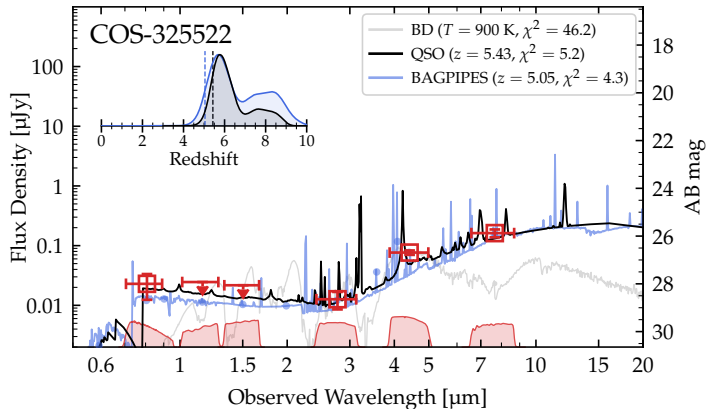 COS-325522
BD (T = 900 K, χ² = 46.2)
QSO (z = 5.43, χ² = 5.2)
BAGPIPES (z = 5.05, χ² = 4.3)
0 2 4 6 8 10
Redshift
100
10
1
0.1
0.01
Flux Density [µJy]
18
20
22
24
26
28
30
AB mag
0.6 1 1.5 2 3 4 5 7 10 15 20
Observed Wavelength [µm]